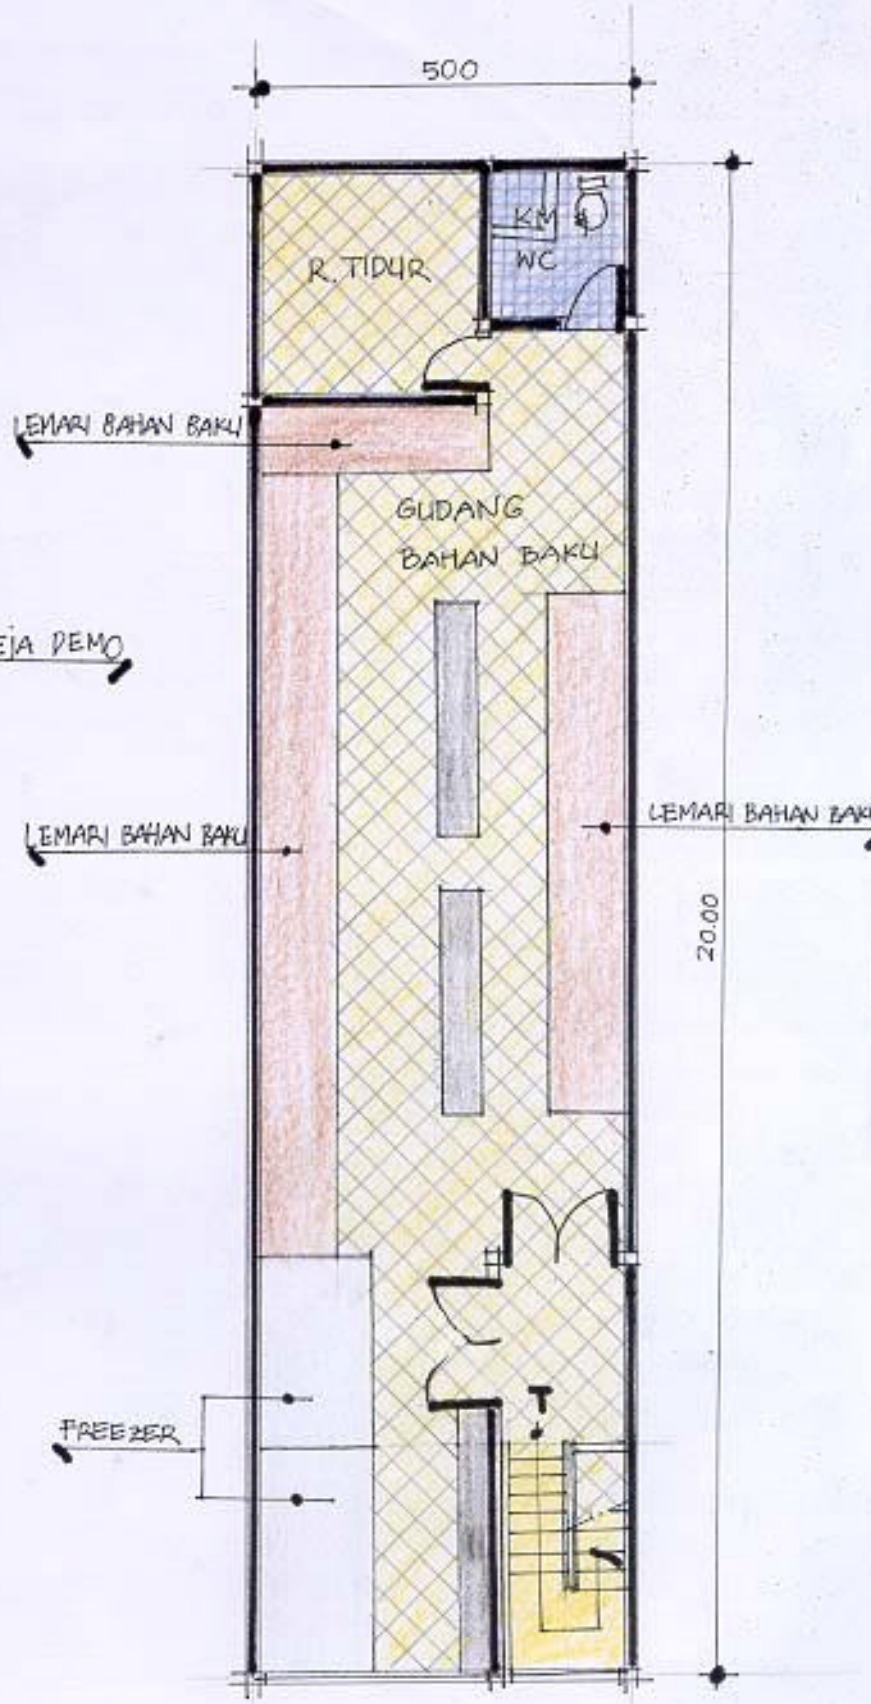 500
KM &
WC
R. TIDUR
LEMARI BAHAN BAKU
GUDANG
BAHAN BAKU
EJA DEMO
LEMARI BAHAN BAKU
LEMARI BAHAN BAKU
20.00
T
FREEZER